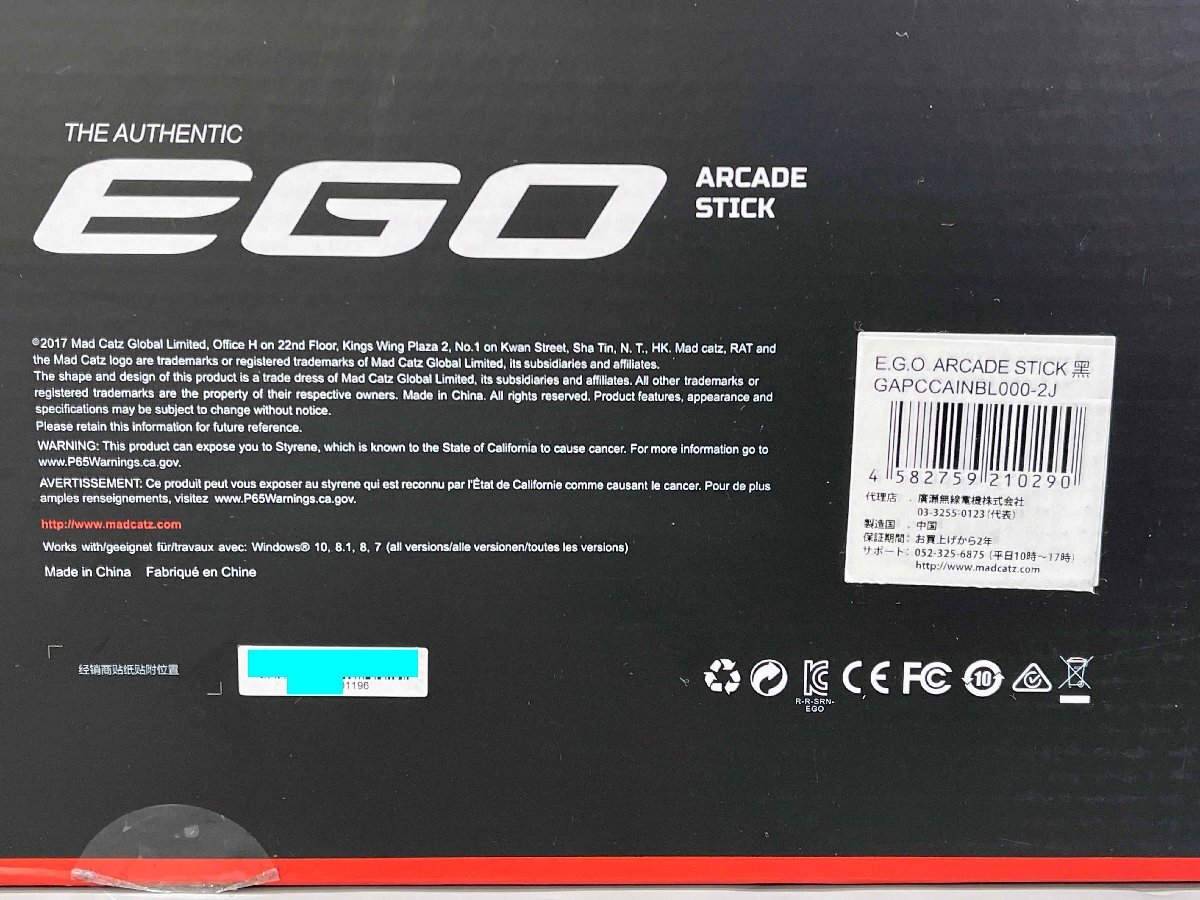 THE AUTHENTIC
EGO
ARCADE
STICK
©2017 Mad Catz Global Limited, Office H on 22nd Floor, Kings Wing Plaza 2, No.1 on Kwan Street, Sha Tin, N. T., HK. Mad catz, RAT and
the Mad Catz logo are trademarks or registered trademarks of Mad Catz Global Limited, its subsidiaries and affiliates.
The shape and design of this product is a trade dress of Mad Catz Global Limited, its subsidiaries and affiliates. All other trademarks or
registered trademarks are the property of their respective owners. Made in China. All rights reserved. Product features, appearance and
specifications may be subject to change without notice.
Please retain this information for future reference.
WARNING: This product can expose you to Styrene, which is known to the State of California to cause cancer. For more information go to
www.P65Warnings.ca.gov.
AVERTISSEMENT: Ce produit peut vous exposer au styrene qui est reconnu par l'État de Californie comme causant le cancer. Pour de plus
amples renseignements, visitez www.P65Warnings.ca.gov.
http://www.madcatz.com
Works with/geeignet für/travaux avec: Windows® 10, 8.1, 8, 7 (all versions/alle versionen/toutes les versions)
Made in China Fabriqué en Chine
E.G.O ARCADE STICK 黑
GAPCCAINBL000-2J
4 582759 210290
代理店 : 廣瀬無線電機株式会社
03-3255-0123 (代表)
製造国 : 中国
保証期間: お買上げから2年
サポート: 052-325-6875 (平日10時～17時)
http://www.madcatz.com
经销商贴纸贴附位置
1196
CE FC 10
R-R-SRN-
EGO